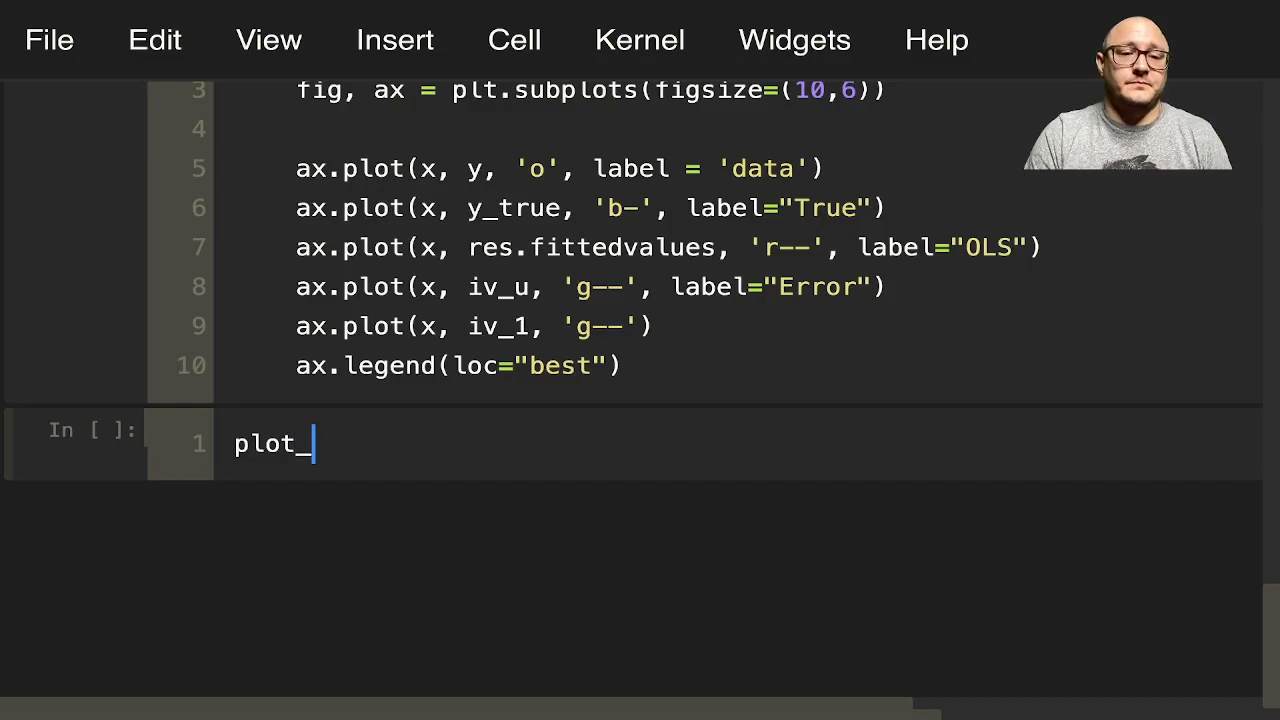 File Edit View Insert Cell Kernel Widgets Help
3 fig, ax = plt.subplots(figsize=(10,6))
4
5 ax.plot(x, y, 'o', label = 'data')
6 ax.plot(x, y_true, 'b-', label="True")
7 ax.plot(x, res.fittedvalues, 'r--', label="OLS")
8 ax.plot(x, iv_u, 'g--', label="Error")
9 ax.plot(x, iv_1, 'g--')
10 ax.legend(loc="best")
In [ ]: 1 plot_